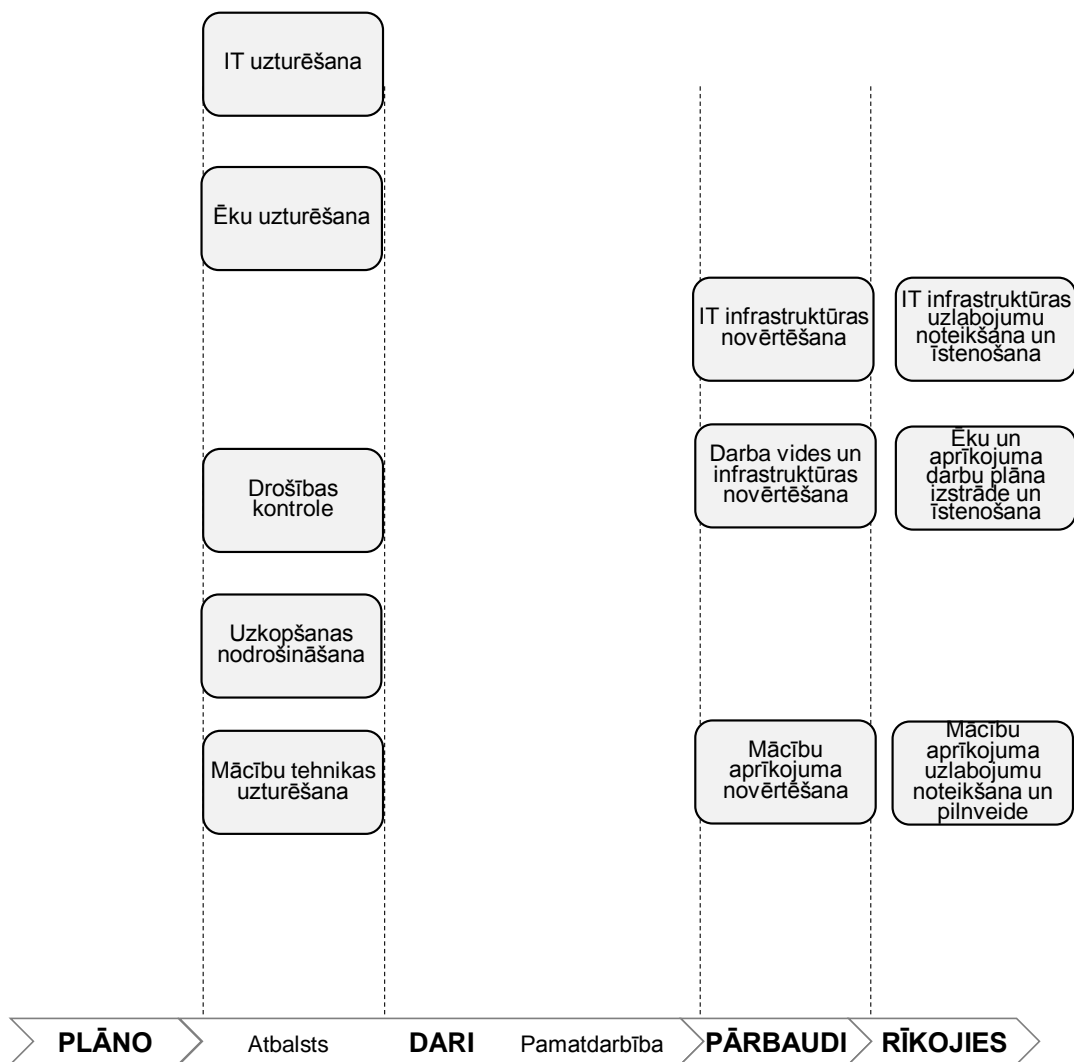 IT uzturēšana
Ēku uzturēšana
IT infrastruktūras
novērtēšana
IT infrastruktūras
uzlabojumu
noteikšana un
īstenošana
Drošības
kontrole
Darba vides un
infrastruktūras
novērtēšana
Ēku un
aprīkojuma
darbu plāna
izstrāde un
īstenošana
Uzkopšanas
nodrošināšana
Mācību tehnikas
uzturēšana
Mācību
aprīkojuma
novērtēšana
Mācību
aprīkojuma
uzlabojumu
noteikšana un
pilnveide
PLĀNO Atbalsts DARI Pamatdarbība PĀRBAUDI RĪKOJIES